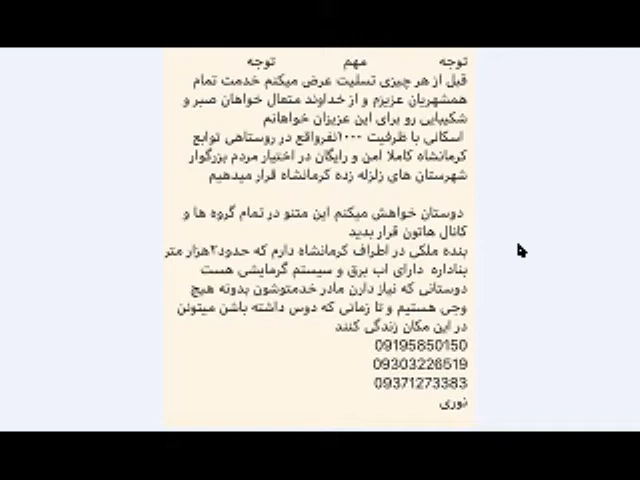 توجه مهم توجه
قبل از هر چیزی تسلیت عرض میکنم خدمت تمام
همشهریان عزیزم و از خداوند متعال خواهان صبر و
شکیبایی رو برای این عزیزان خواهانم
اسکانی با ظرفیت ۱۰۰۰نفرواقع در روستاهی توابع
کرمانشاه کاملا امن و رایگان در اختیار مردم بزرگوار
شهرستان های زلزله زده کرمانشاه قرار میدهیم
دوستان خواهش میکنم این متنو در تمام گروه ها و
کانال هاتون قرار بدید
بنده ملکی در اطراف کرمانشاه دارم که حدود۲هزار متر
بناداره دارای اب برق و سیستم گرمایشی هست
دوستانی که نیاز دارن مادر خدمتوشون بدونه هیچ
وجی هستیم و تا زمانی که دوس داشته باشن میتونن
در این مکان زندگی کنند
09195850150
09303226519
09371273383
نوری